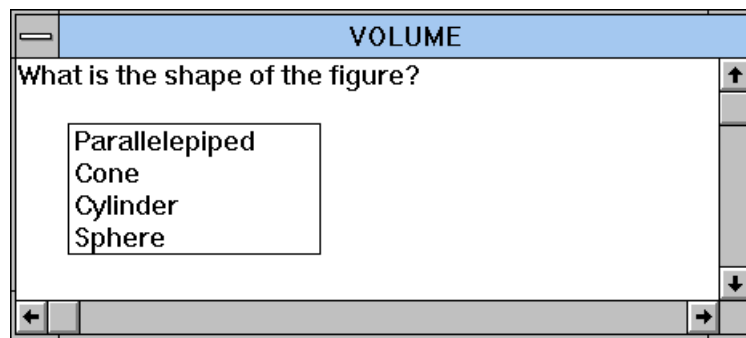 VOLUME
What is the shape of the figure?
Parallelepiped
Cone
Cylinder
Sphere